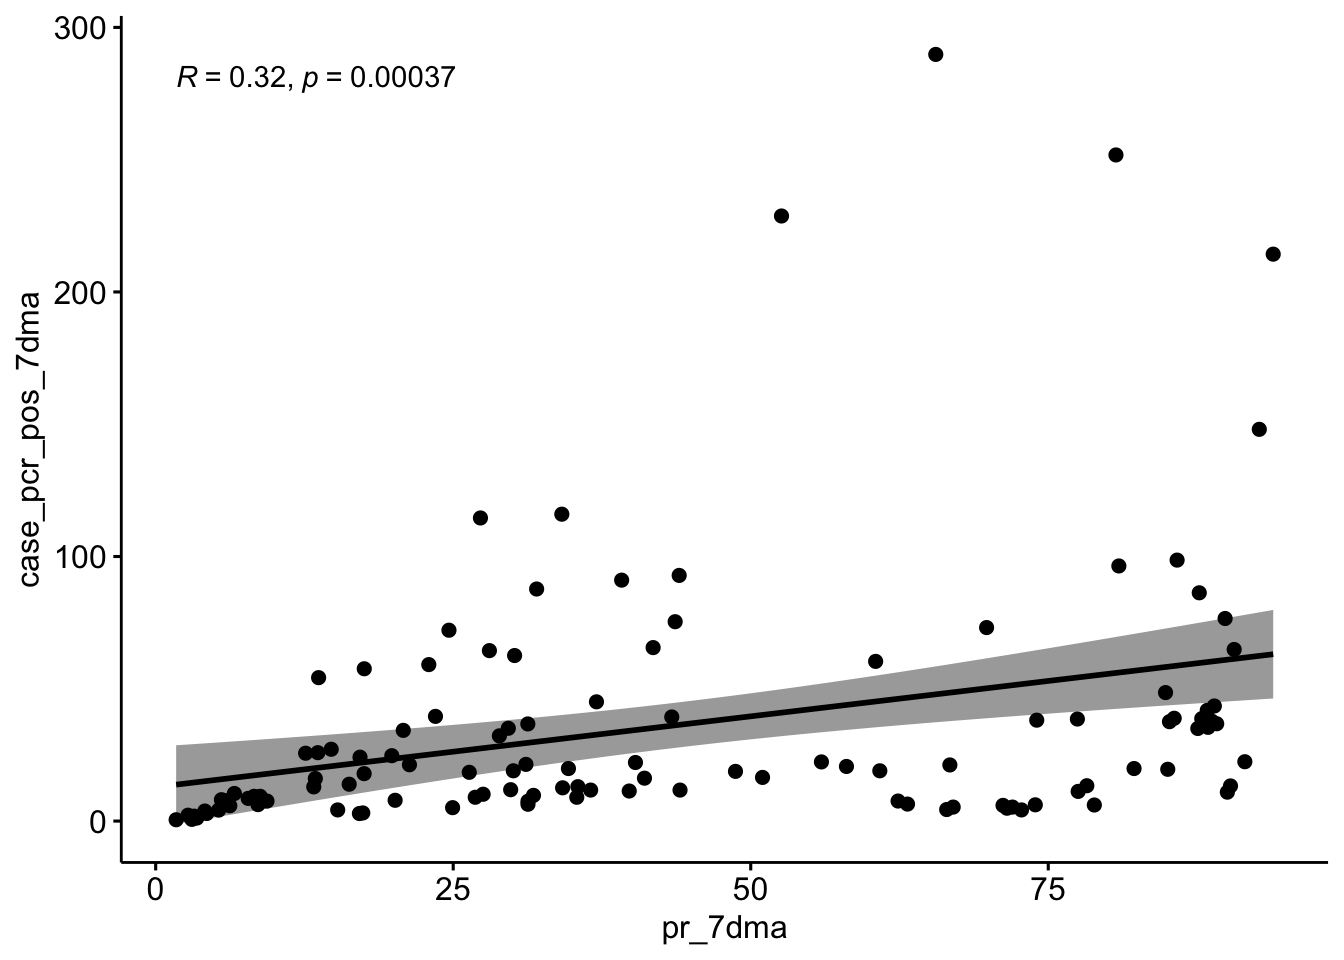 300
R = 0.32, p = 0.00037
200
case_pcr_pos_7dma
100
0
0 25 50 75
pr_7dma